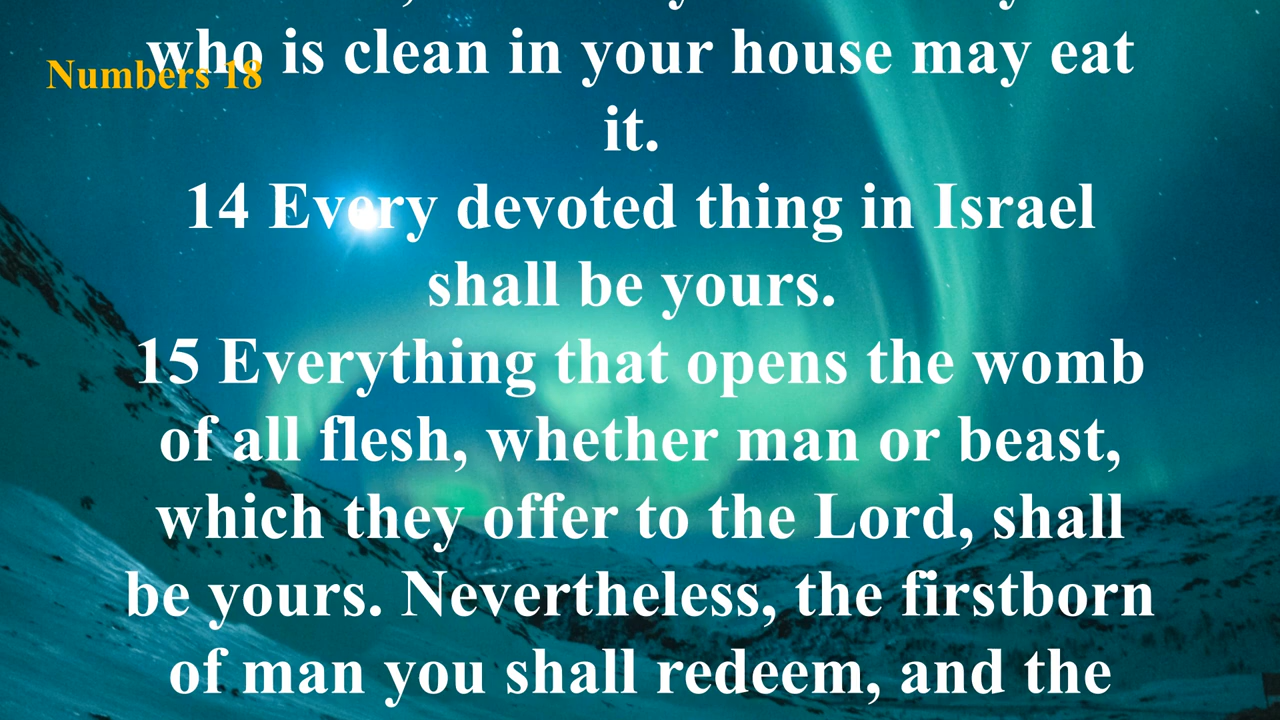 who is clean in your house may eat
Numbers 18
it.
14 Every devoted thing in Israel
shall be yours.
15 Everything that opens the womb
of all flesh, whether man or beast,
which they offer to the Lord, shall
be yours. Nevertheless, the firstborn
of man you shall redeem, and the